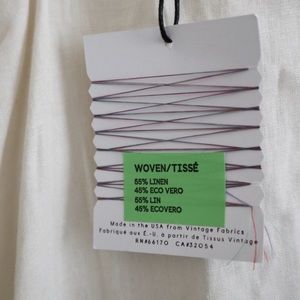 WOVEN/TISSÉ
55% LINEN
45% ECO VERO
55% LIN
45% ECOVERO
Made in the USA from Vintage Fabrics
Fabriqué aux É.-U. à partir de Tissus Vintage
RN#66170 CA#32054